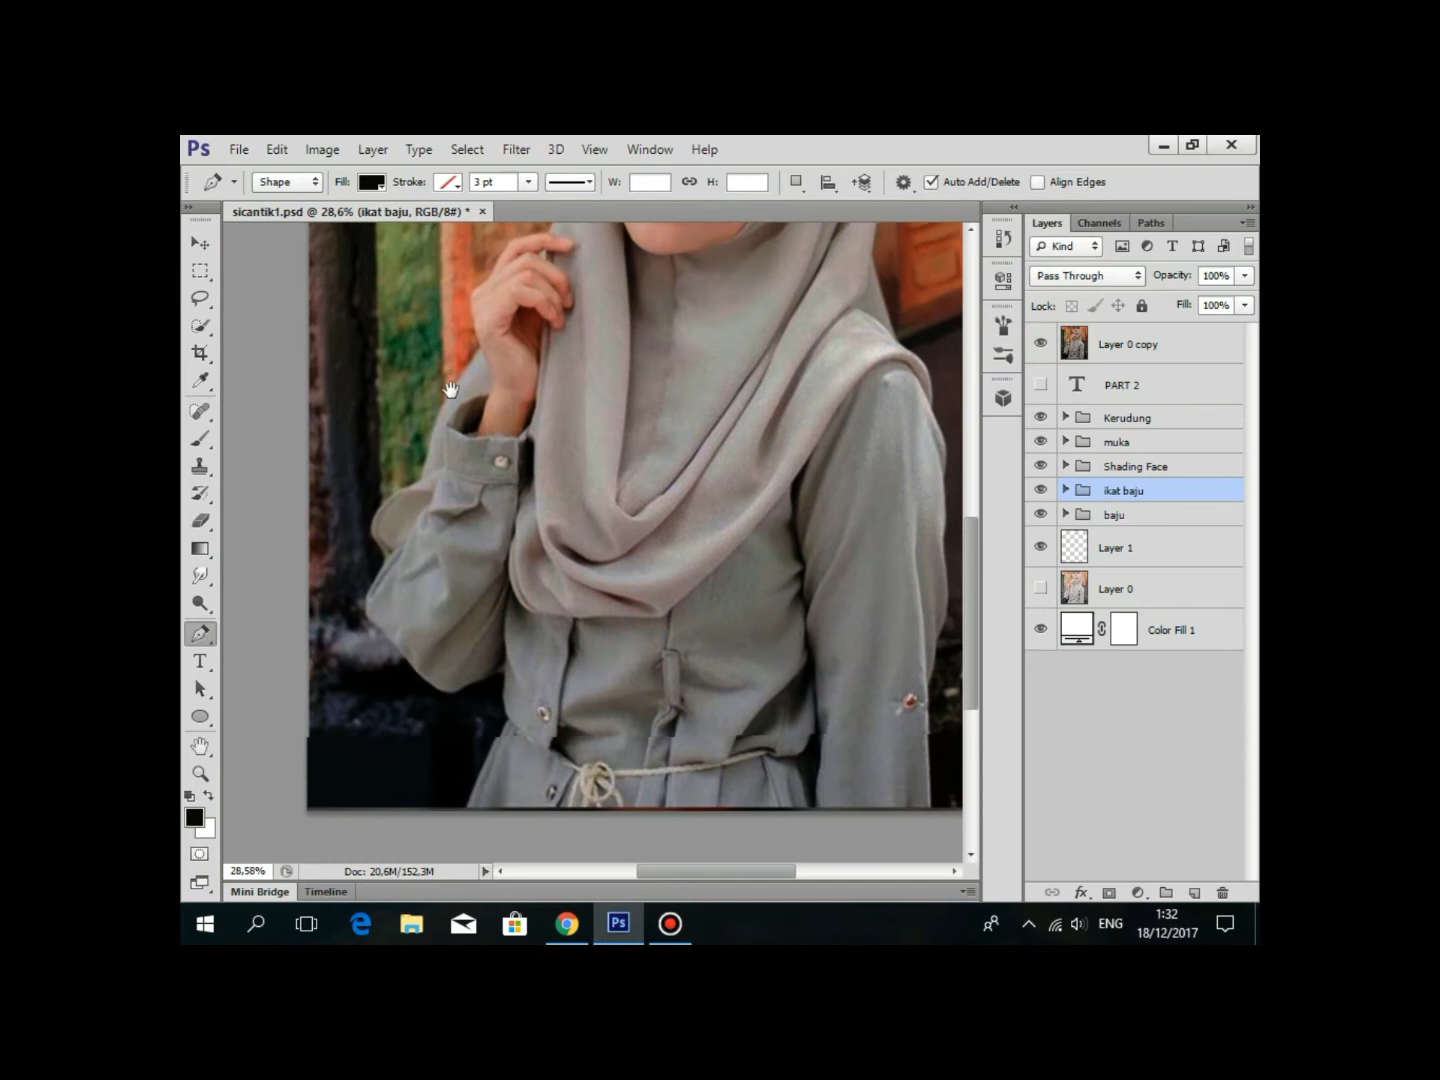 Ps File Edit Image Layer Type Select Filter 3D View Window Help
Shape Fill: Stroke: 3 pt W: H: Auto Add/Delete Align Edges
sicantik1.psd @ 28,6% (ikat baju, RGB/8#) * ×
Layers Channels Paths
Kind
Pass Through Opacity: 100%
Lock: Fill: 100%
Layer 0 copy
PART 2
Kerudung
muka
Shading Face
ikat baju
baju
Layer 1
Layer 0
Color Fill 1
28,58% Doc: 20,6M/152,3M
Mini Bridge Timeline
Ps ENG 1:32
18/12/2017